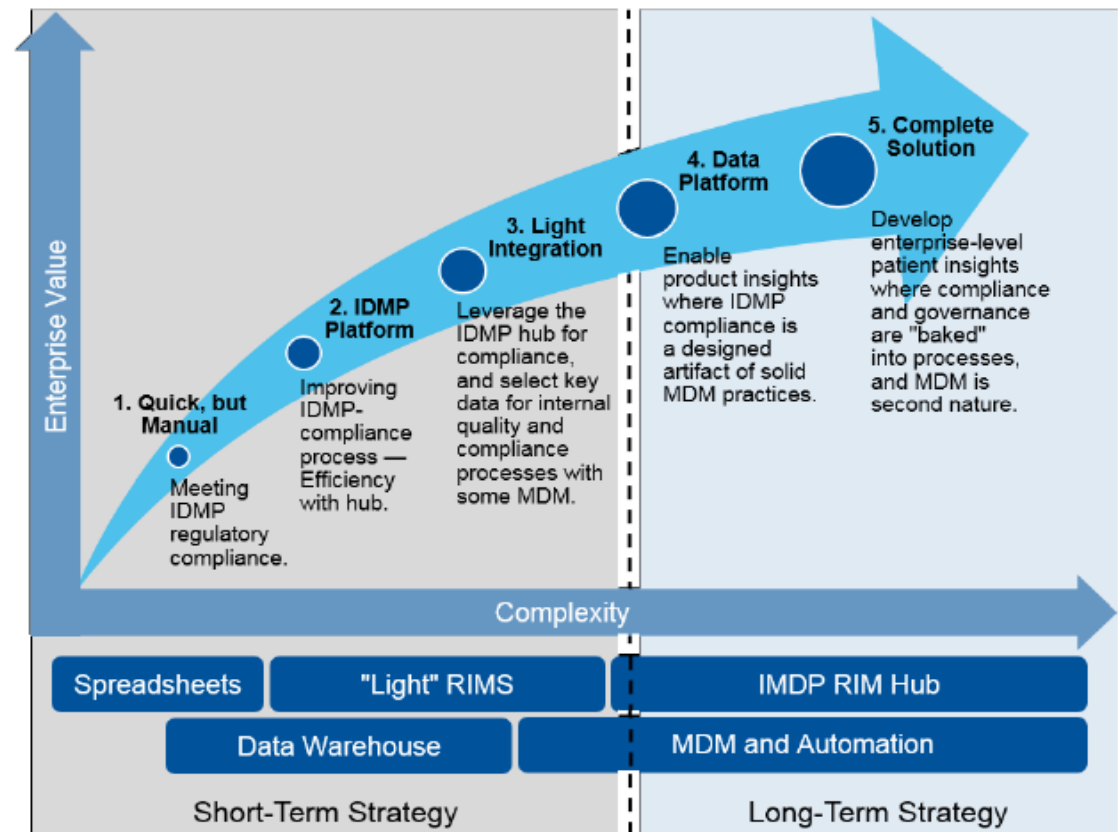 Enterprise Value
1. Quick, but
Manual
Meeting
IDMP
regulatory
compliance.
2. IDMP
Platform
Improving
IDMP-
compliance
process —
Efficiency
with hub.
3. Light
Integration
Leverage the
IDMP hub for
compliance,
and select key
data for internal
quality and
compliance
processes with
some MDM.
4. Data
Platform
Enable
product insights
where IDMP
compliance is
a designed
artifact of solid
MDM practices.
5. Complete
Solution
Develop
enterprise-level
patient insights
where compliance
and governance
are "baked"
into processes,
and MDM is
second nature.
Complexity
Spreadsheets
"Light" RIMS
IMDP RIM Hub
Data Warehouse
MDM and Automation
Short-Term Strategy
Long-Term Strategy